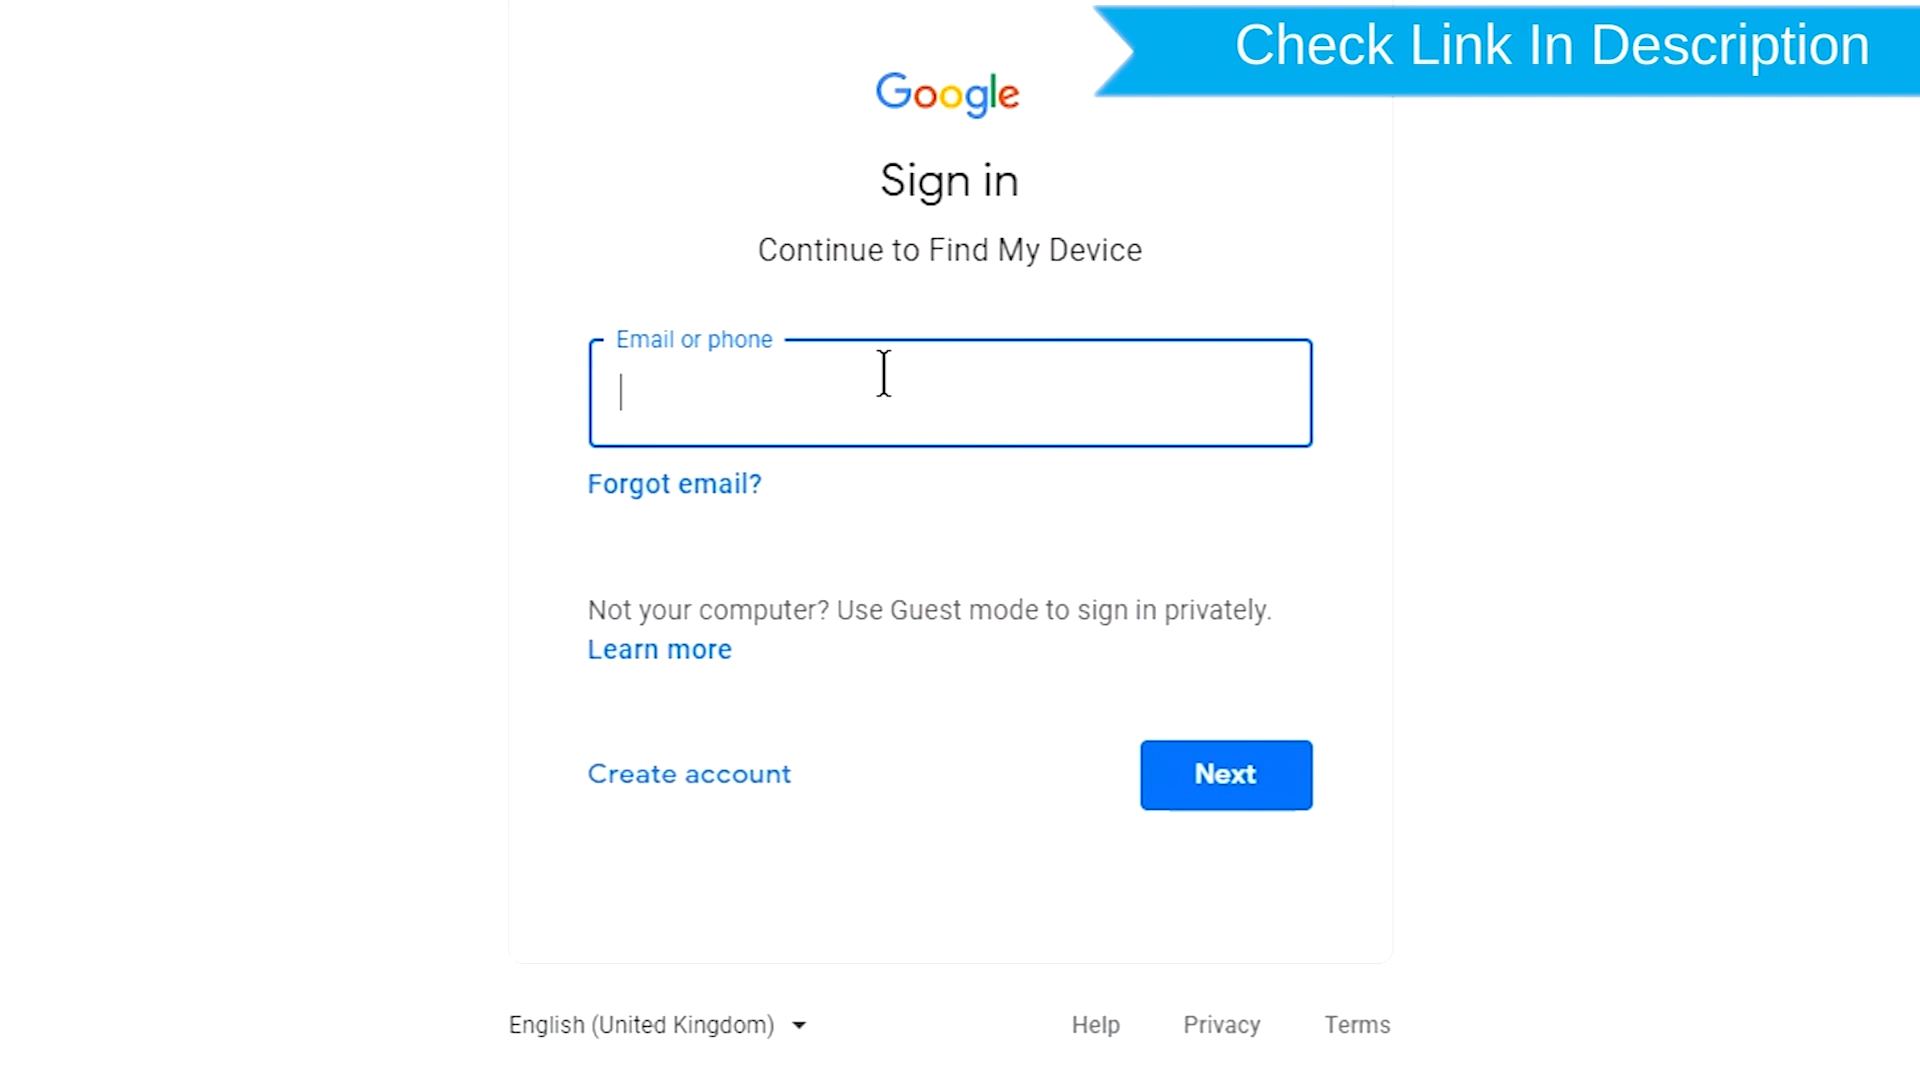 Check Link In Description
Google
Sign in
Continue to Find My Device
Email or phone
Forgot email?
Not your computer? Use Guest mode to sign in privately.
Learn more
Create account
Next
English (United Kingdom)
Help Privacy Terms